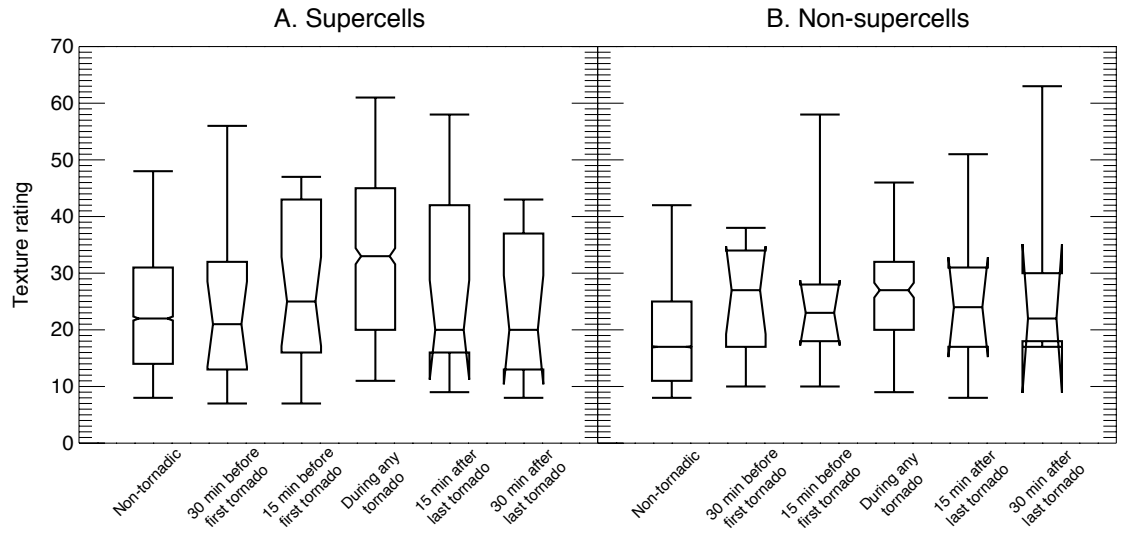 A. Supercells
B. Non-supercells
Texture rating
70
60
50
40
30
20
10
0
Non-tornadic
30 min before
first tornado
15 min before
first tornado
During any
tornado
15 min after
last tornado
30 min after
last tornado
Non-tornadic
30 min before
first tornado
15 min before
first tornado
During any
tornado
15 min after
last tornado
30 min after
last tornado